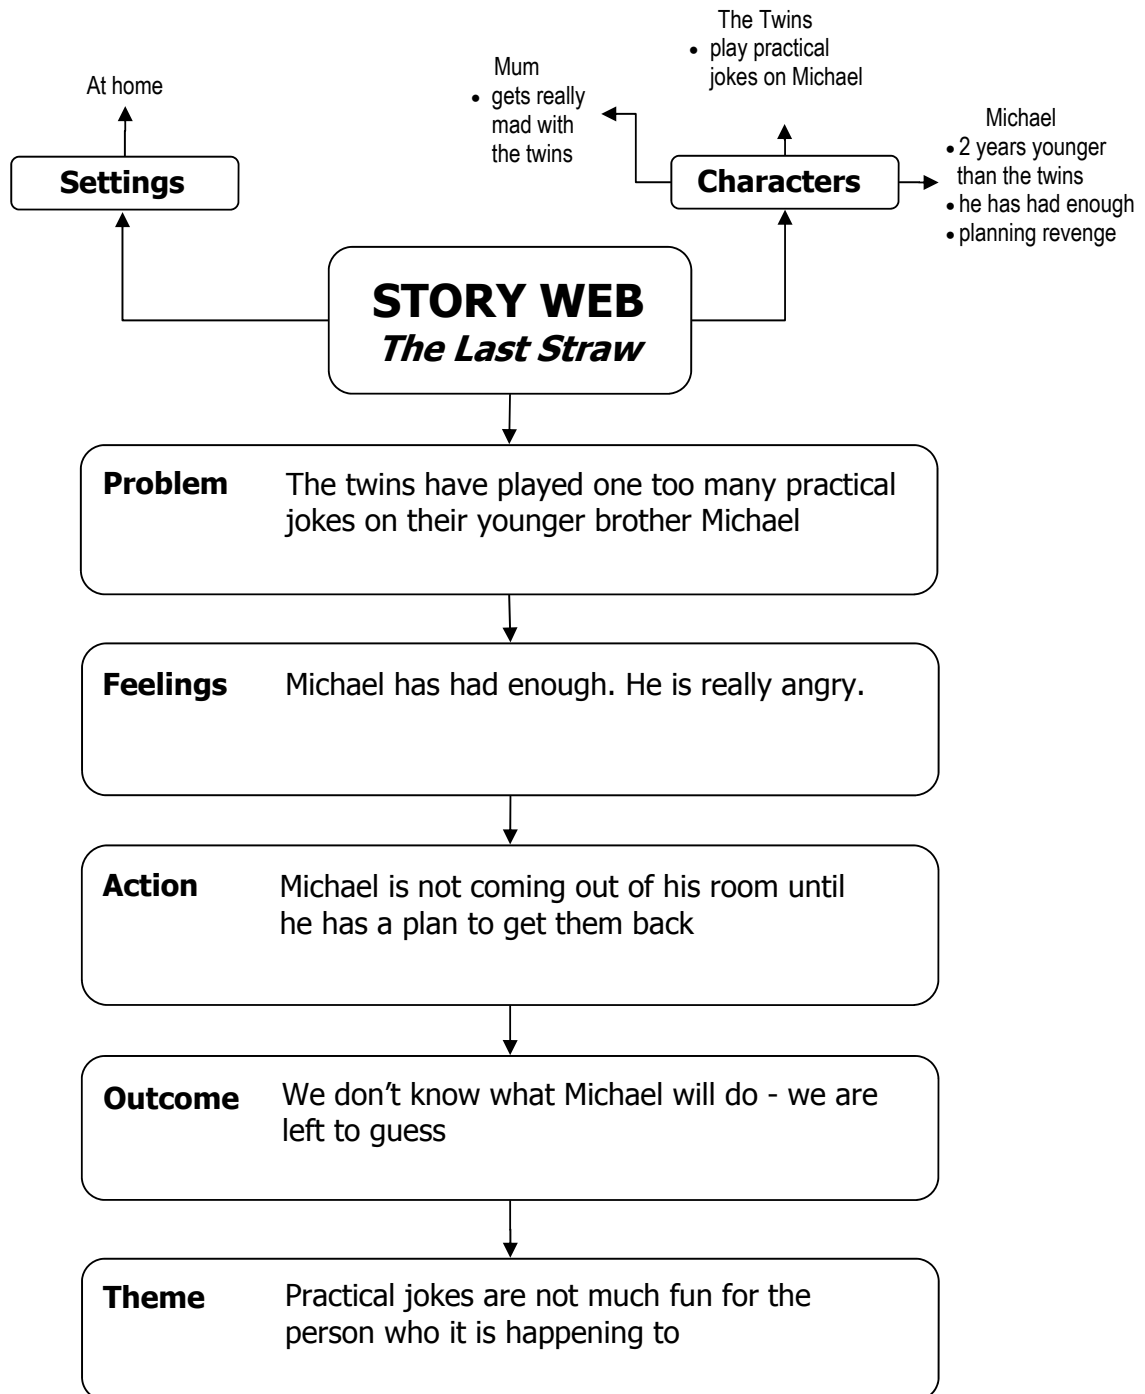 The Twins
• play practical
jokes on Michael
Mum
• gets really
mad with
the twins
At home
Michael
• 2 years younger
than the twins
• he has had enough
• planning revenge
Settings
Characters
STORY WEB
The Last Straw
Problem The twins have played one too many practical
jokes on their younger brother Michael
Feelings Michael has had enough. He is really angry.
Action Michael is not coming out of his room until
he has a plan to get them back
Outcome We don’t know what Michael will do - we are
left to guess
Theme Practical jokes are not much fun for the
person who it is happening to